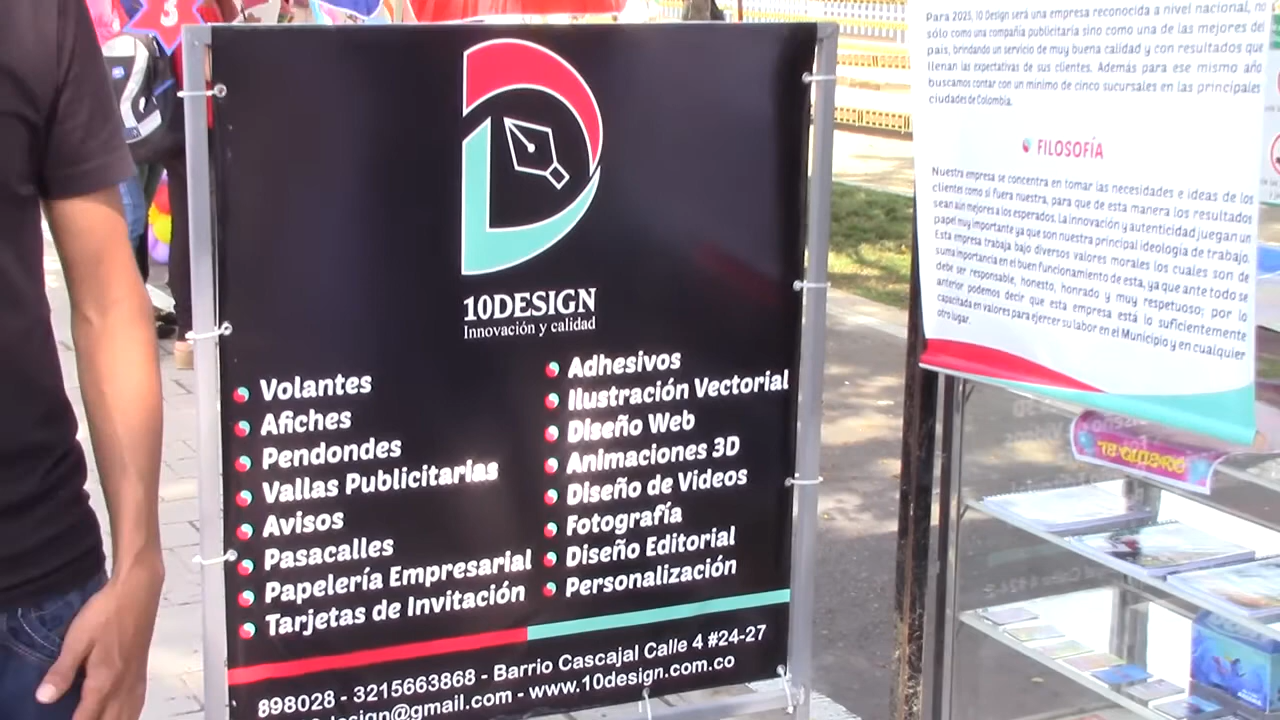 3
10DESIGN
Innovación y calidad
Volantes
Afiches
Pendondes
Vallas Publicitarias
Avisos
Pasacalles
Papelería Empresarial
Tarjetas de Invitación
Adhesivos
Ilustración Vectorial
Diseño Web
Animaciones 3D
Diseño de Videos
Fotografía
Diseño Editorial
Personalización
898028 - 3215663868 - Barrio Cascajal Calle 4 #24-27
design@gmail.com - www.10design.com.co
Para 2023, 10 Design será una empresa reconocida a nivel nacional, no
sólo como una compañia publicitaria sino como una de las mejores del
pais, brindando un servicio de muy buena calidad y con resultados que
llenan las expectativas de sus clientes. Además para ese mismo año
buscamos contar con un minimo de cinco sucursales en las principales
ciudades de Colombia.
FILOSOFÍA
Nuestra empresa se concentra en tomar las necesidades e ideas de los
clientes como si fuera nuestra, para que de esta manera los resultados
sean aún mejores a los esperados. La innovación y autenticidad juegan un
papel muy importante ya que son nuestra principal ideología de trabajo.
Esta empresa trabaja bajo diversos valores morales los cuales son de
suma importancia en el buen funcionamiento de esta, ya que ante todo se
debe ser responsable, honesto, honrado y muy respetuoso; por lo
anterior podemos decir que esta empresa está lo suficientemente
capacitada en valores para ejercer su labor en el Municipio y en cualquier
otro lugar.
TE QUIERO